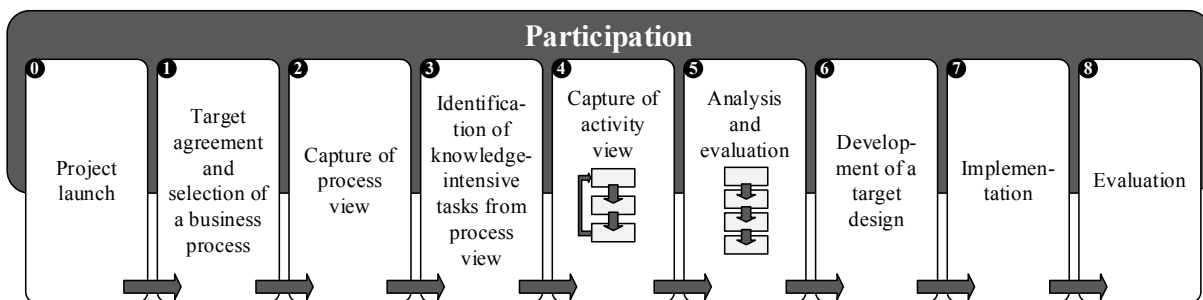 Participation
0
Project
launch
1
Target
agreement and
selection of
a business
process
2
Capture of
process
view
3
Identifica-
tion of
knowledge-
intensive
tasks from
process
view
4
Capture of
activity
view
5
Analysis
and
evaluation
6
Develop-
ment of a
target
design
7
Implemen-
tation
8
Evaluation